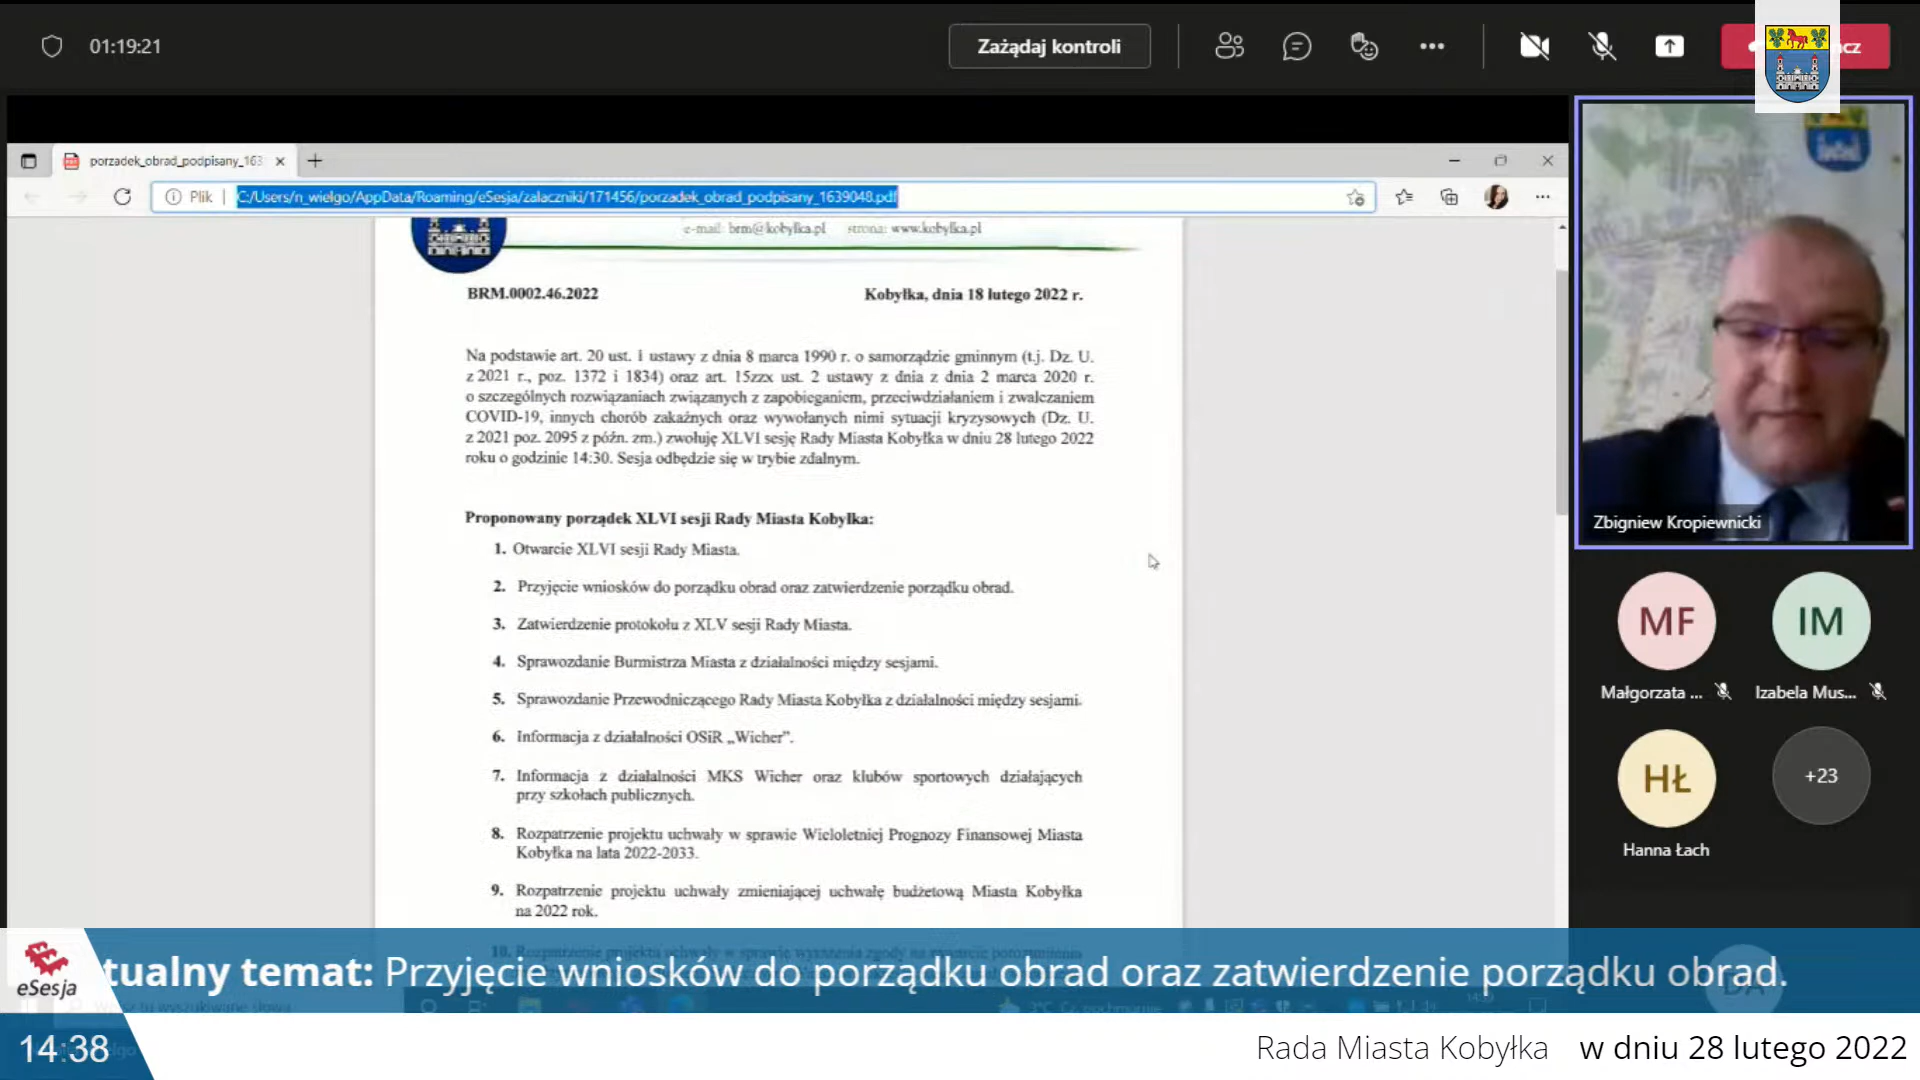 01:19:21
Zażądaj kontroli
porzadek_obrad_podpisany_163
Plik
C:/Users/n_wielgo/AppData/Roaming/eSesja/zalaczniki/171456/porzadek_obrad_podpisany_1639048.pdf
e-mail: brm@kobylka.pl strona: www.kobylka.pl
BRM.0002.46.2022 Kobyłka, dnia 18 lutego 2022 r.
Na podstawie art. 20 ust. 1 ustawy z dnia 8 marca 1990 r. o samorządzie gminnym (t.j. Dz. U.
z 2021 r., poz. 1372 i 1834) oraz art. 15zzx ust. 2 ustawy z dnia z dnia 2 marca 2020 r.
o szczególnych rozwiązaniach związanych z zapobieganiem, przeciwdziałaniem i zwalczaniem
COVID-19, innych chorób zakaźnych oraz wywołanych nimi sytuacji kryzysowych (Dz. U.
z 2021 poz. 2095 z późn. zm.) zwołuję XLVI sesję Rady Miasta Kobyłka w dniu 28 lutego 2022
roku o godzinie 14:30. Sesja odbędzie się w trybie zdalnym.
Proponowany porządek XLVI sesji Rady Miasta Kobyłka:
1. Otwarcie XLVI sesji Rady Miasta.
2. Przyjęcie wniosków do porządku obrad oraz zatwierdzenie porządku obrad.
3. Zatwierdzenie protokołu z XLV sesji Rady Miasta.
4. Sprawozdanie Burmistrza Miasta z działalności między sesjami.
5. Sprawozdanie Przewodniczącego Rady Miasta Kobyłka z działalności między sesjami.
6. Informacja z działalności OSiR „Wicher”.
7. Informacja z działalności MKS Wicher oraz klubów sportowych działających
przy szkołach publicznych.
8. Rozpatrzenie projektu uchwały w sprawie Wieloletniej Prognozy Finansowej Miasta
Kobyłka na lata 2022-2033.
9. Rozpatrzenie projektu uchwały zmieniającej uchwałę budżetową Miasta Kobyłka
na 2022 rok.
10. Rozpatrzenie projektu uchwały w sprawie wyrażenia zgody na
Zbigniew Kropiewnicki
MF
IM
Małgorzata ...
Izabela Mus...
HŁ
+23
Hanna Łach
eSesja
tualny temat: Przyjęcie wniosków do porządku obrad oraz zatwierdzenie porządku obrad.
14:38
Rada Miasta Kobyłka w dniu 28 lutego 2022